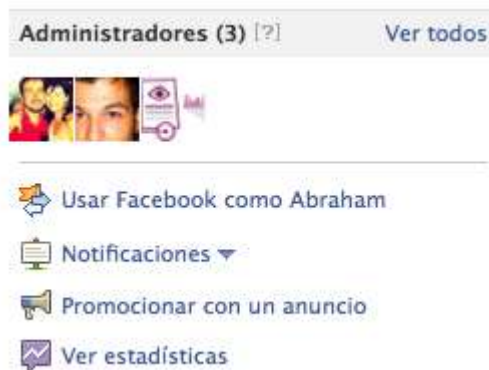 Administradores (3) [?] Ver todos
Usar Facebook como Abraham
Notificaciones
Promocionar con un anuncio
Ver estadísticas